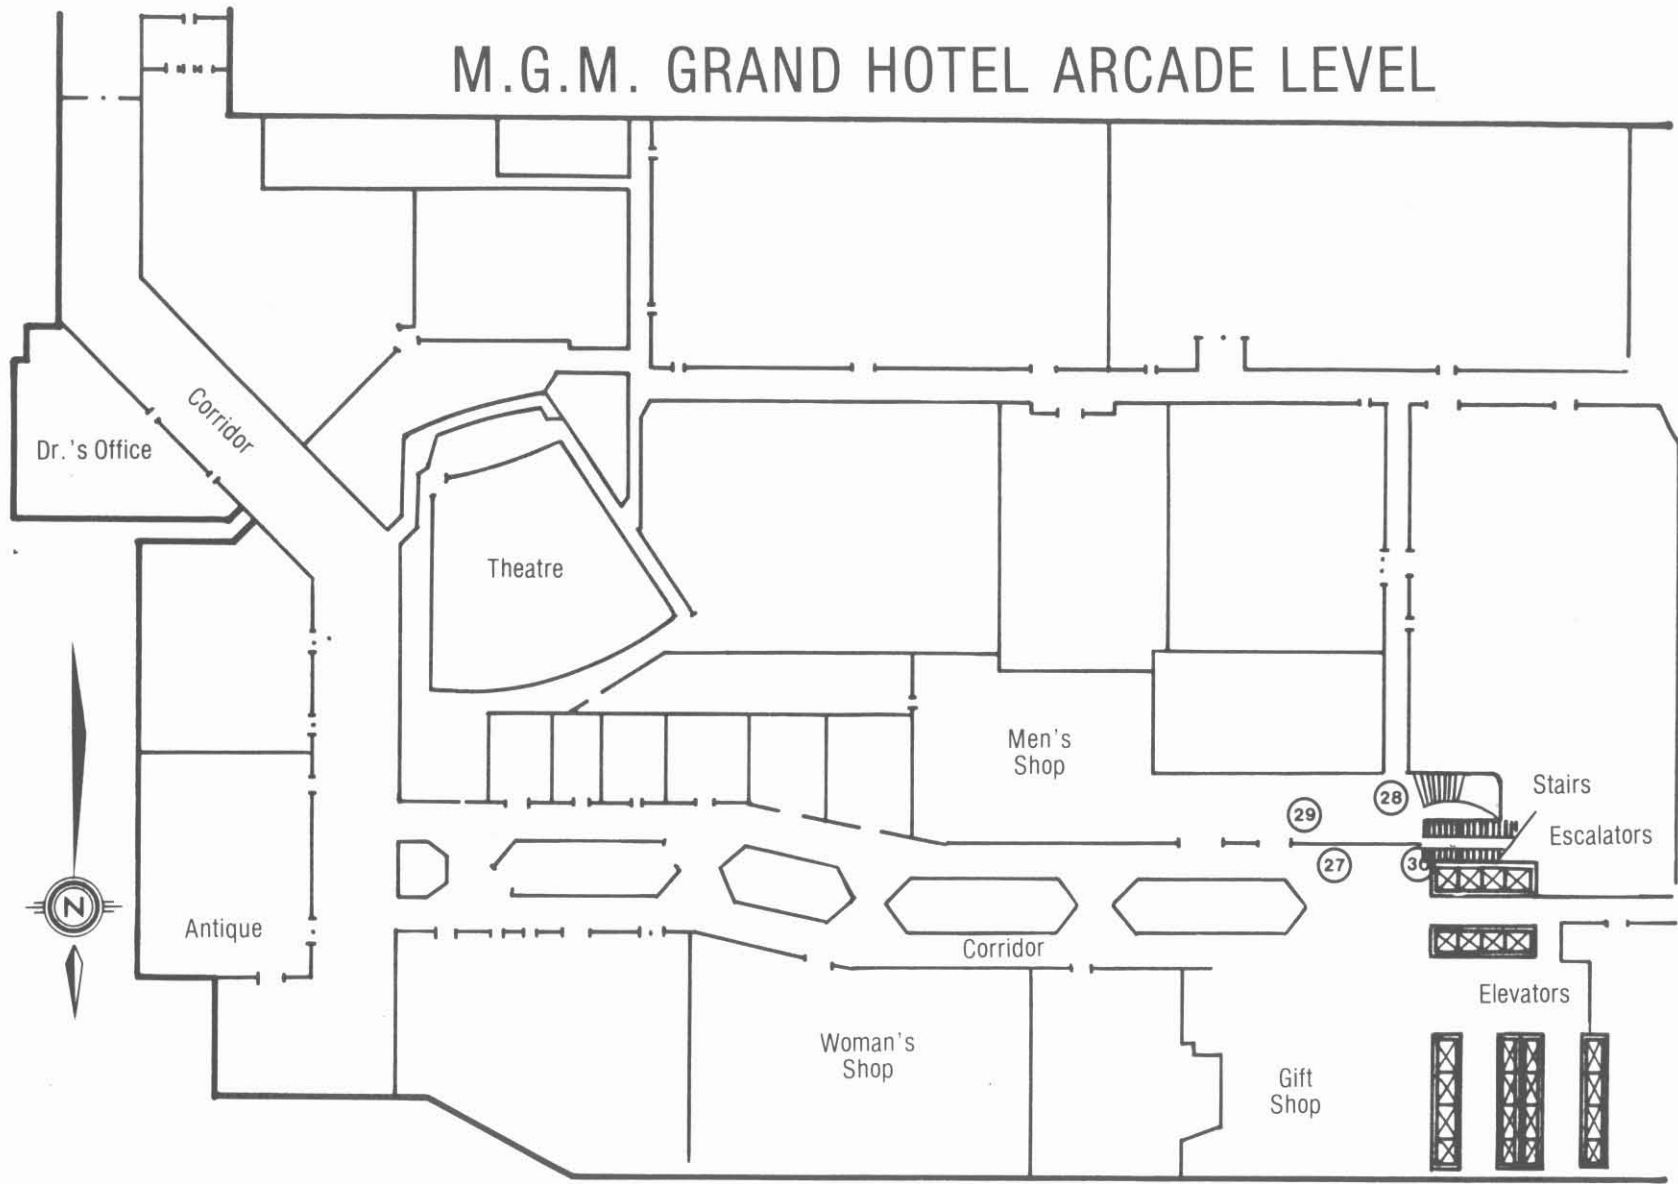 M.G.M. GRAND HOTEL ARCADE LEVEL
Corridor
Dr.'s Office
Theatre
Men's
Shop
28
Stairs
29
Escalators
27
30
N
Antique
Corridor
Elevators
Woman's
Shop
Gift
Shop